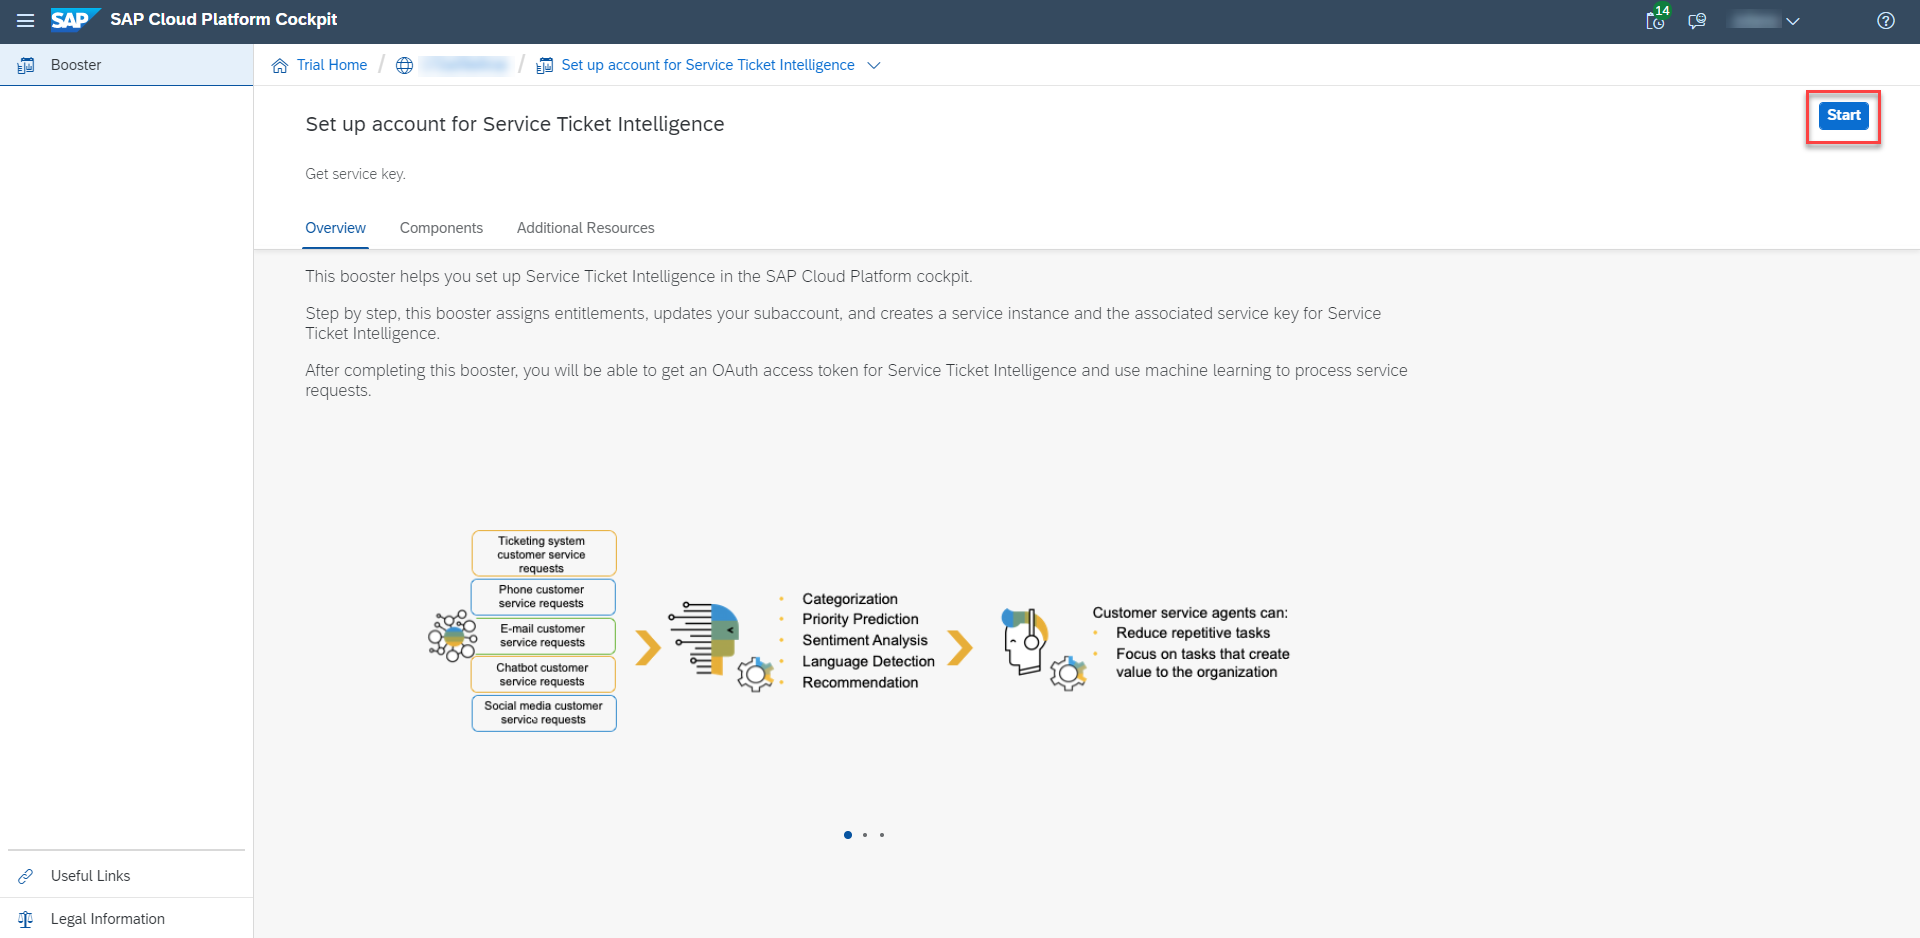 SAP SAP Cloud Platform Cockpit
14
Booster
Trial Home / / Set up account for Service Ticket Intelligence
Set up account for Service Ticket Intelligence
Start
Get service key.
Overview Components Additional Resources
This booster helps you set up Service Ticket Intelligence in the SAP Cloud Platform cockpit.
Step by step, this booster assigns entitlements, updates your subaccount, and creates a service instance and the associated service key for Service
Ticket Intelligence.
After completing this booster, you will be able to get an OAuth access token for Service Ticket Intelligence and use machine learning to process service
requests.
Ticketing system
customer service
requests
Phone customer
service requests
E-mail customer
service requests
Chatbot customer
service requests
Social media customer
service requests
• Categorization
• Priority Prediction
• Sentiment Analysis
• Language Detection
• Recommendation
Customer service agents can:
• Reduce repetitive tasks
• Focus on tasks that create
value to the organization
Useful Links
Legal Information